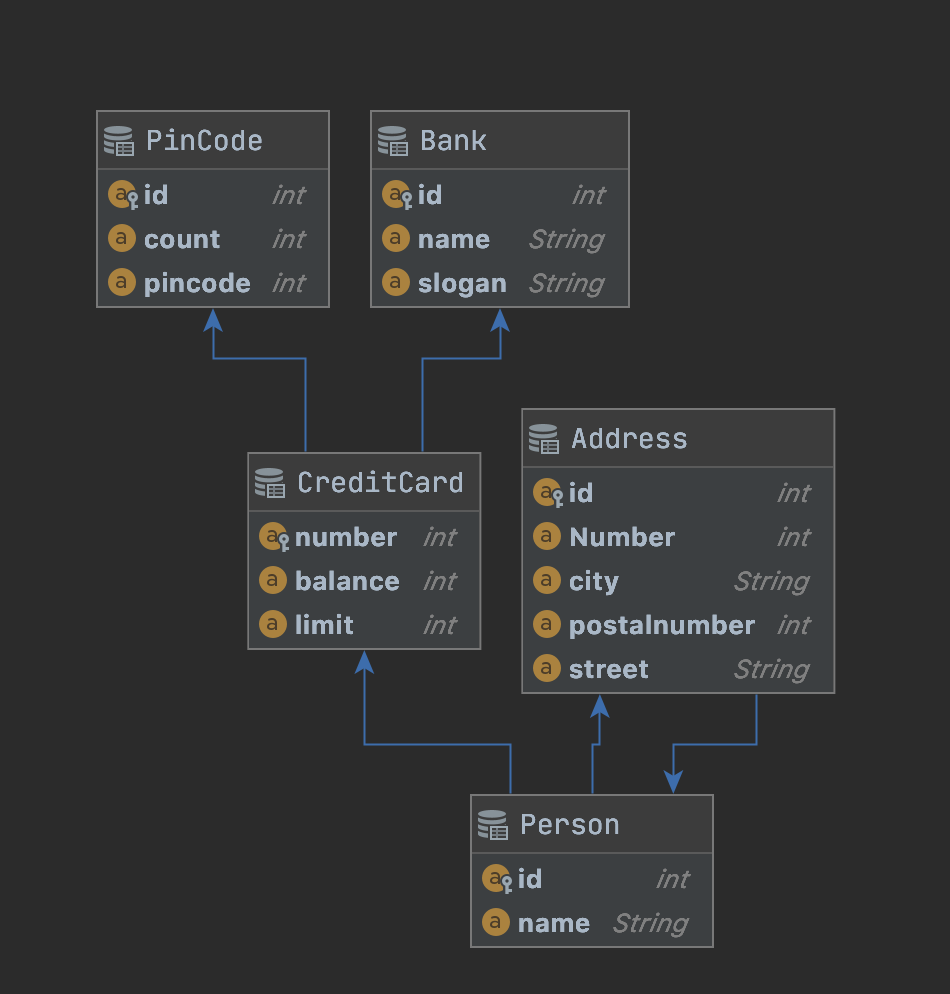 PinCode
id int
count int
pincode int
Bank
id int
name String
slogan String
CreditCard
number int
balance int
limit int
Address
id int
Number int
city String
postalnumber int
street String
Person
id int
name String